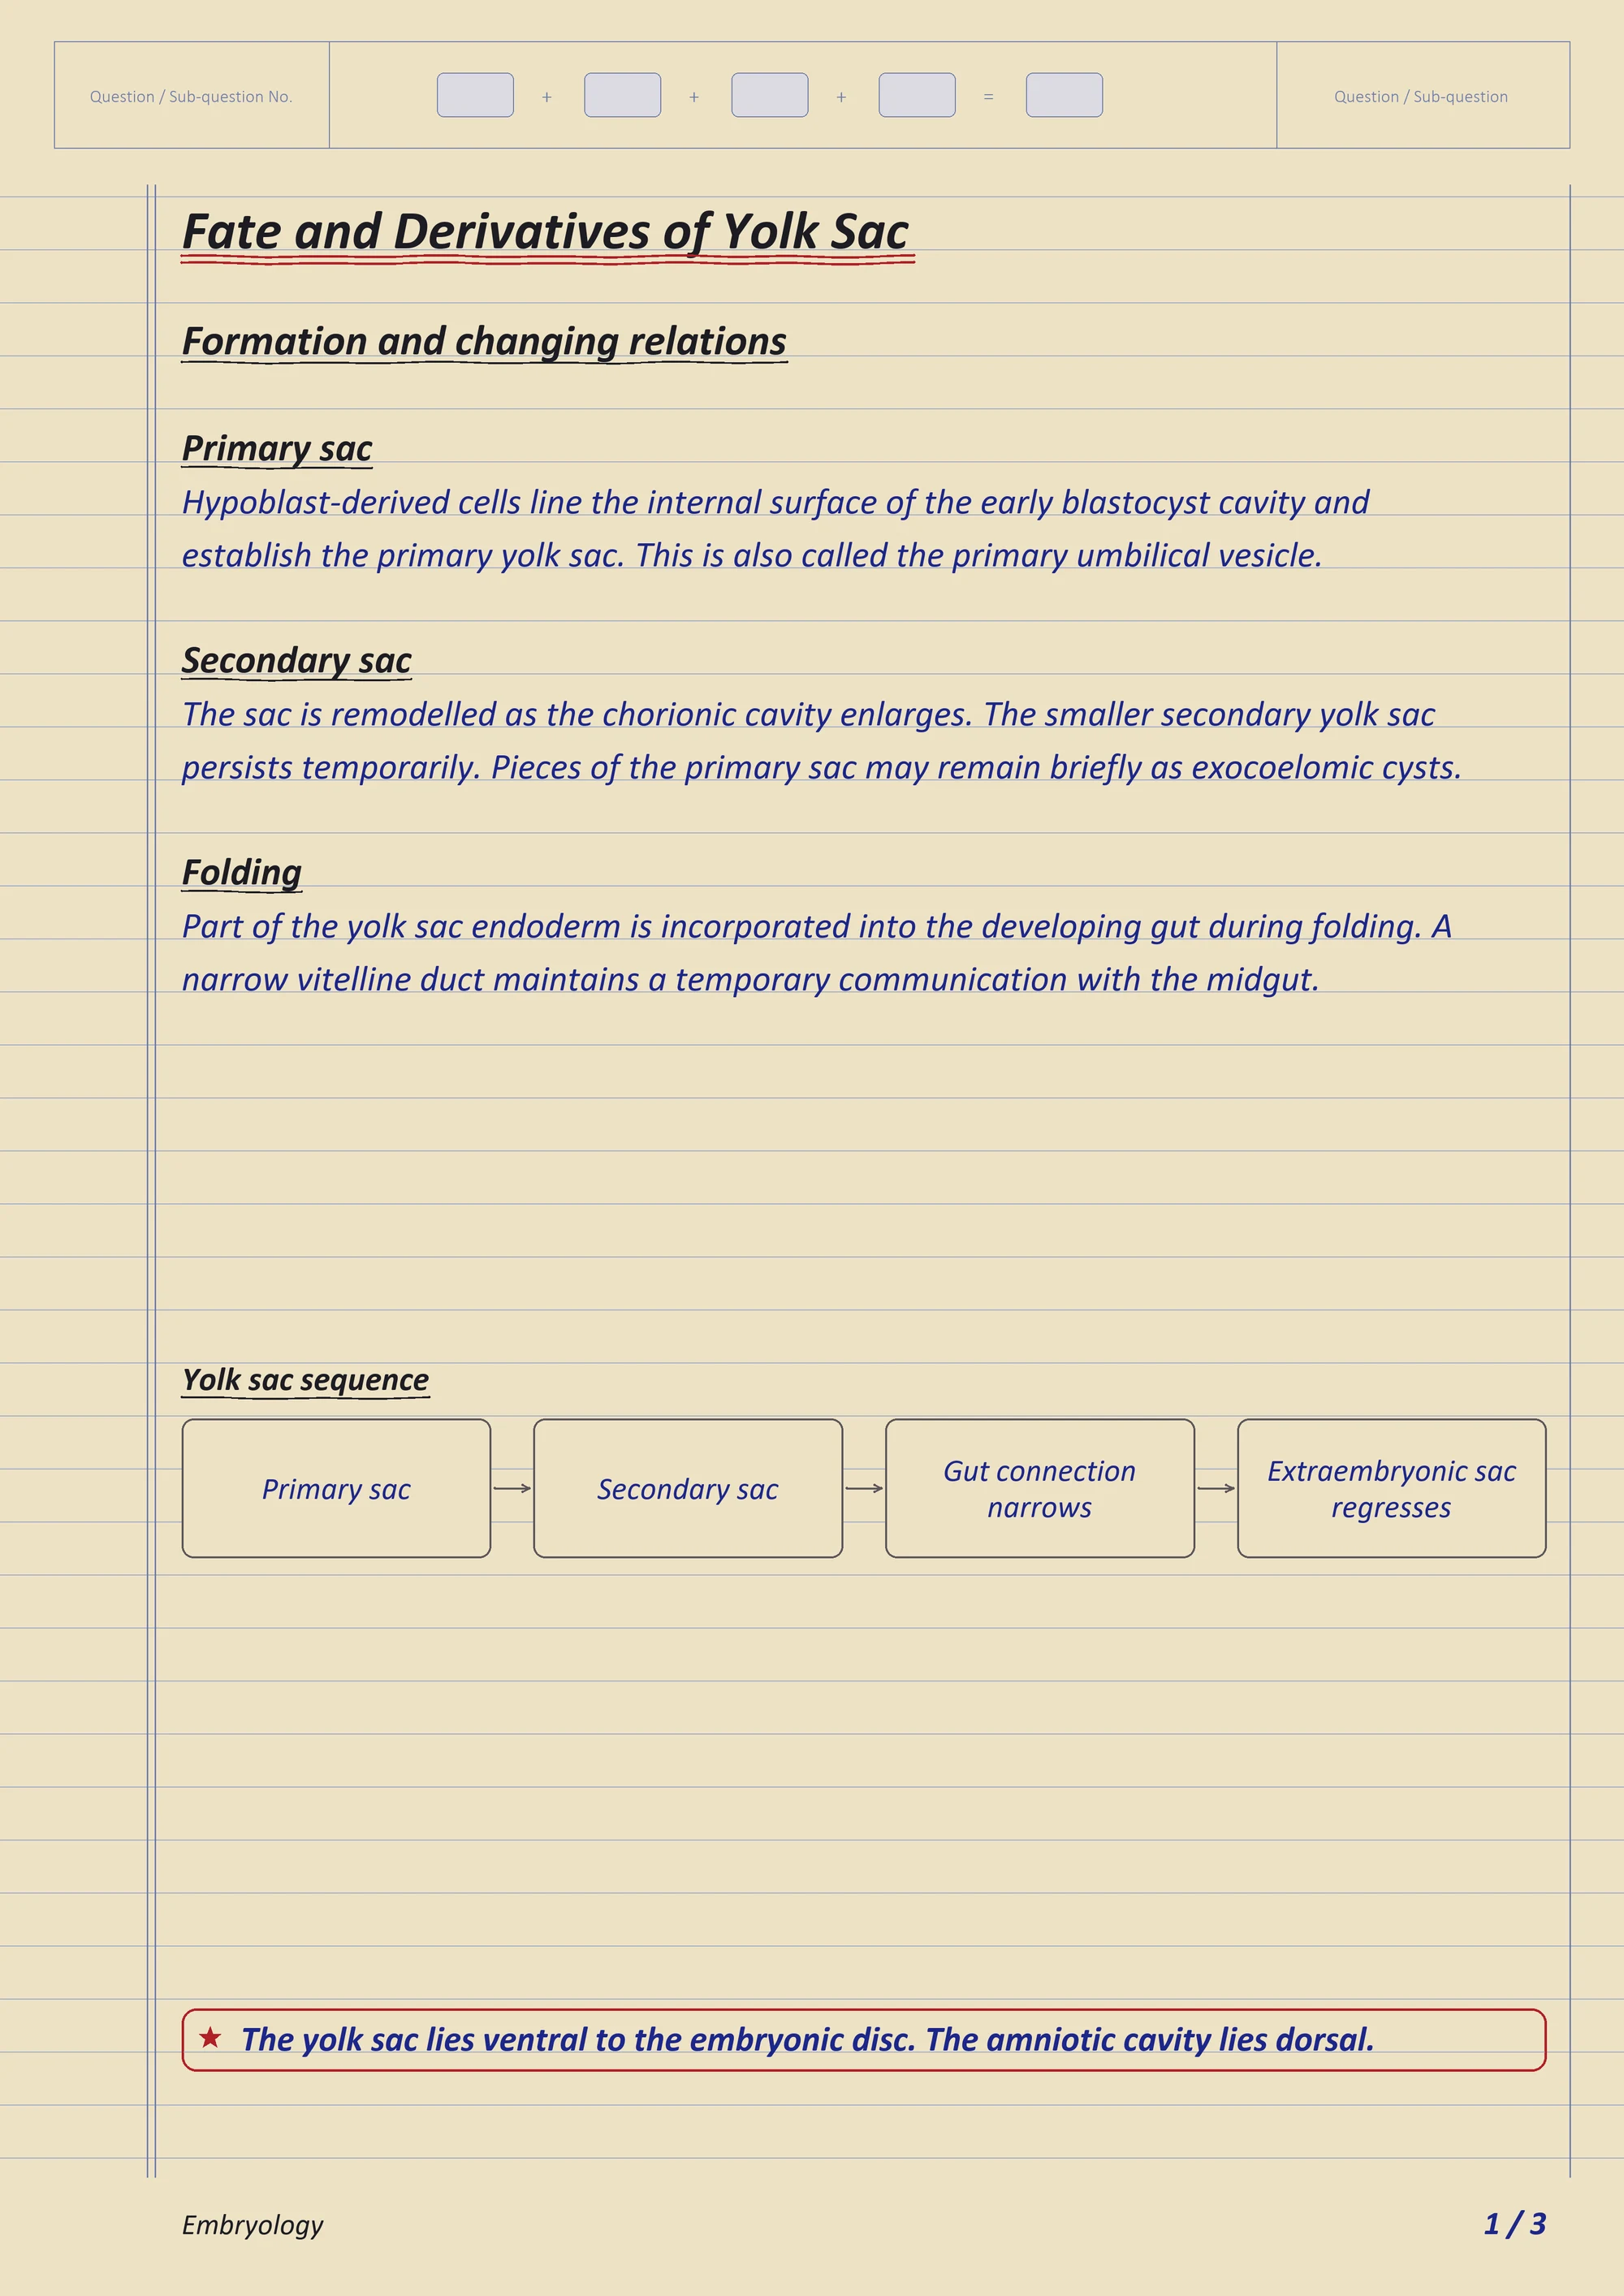 Question / Sub-question No.
+ + + =
Question / Sub-question
Fate and Derivatives of Yolk Sac
Formation and changing relations
Primary sac
Hypoblast-derived cells line the internal surface of the early blastocyst cavity and
establish the primary yolk sac. This is also called the primary umbilical vesicle.
Secondary sac
The sac is remodelled as the chorionic cavity enlarges. The smaller secondary yolk sac
persists temporarily. Pieces of the primary sac may remain briefly as exocoelomic cysts.
Folding
Part of the yolk sac endoderm is incorporated into the developing gut during folding. A
narrow vitelline duct maintains a temporary communication with the midgut.
Yolk sac sequence
Primary sac
Secondary sac
Gut connection
narrows
Extraembryonic sac
regresses
★ The yolk sac lies ventral to the embryonic disc. The amniotic cavity lies dorsal.
Embryology
1 / 3